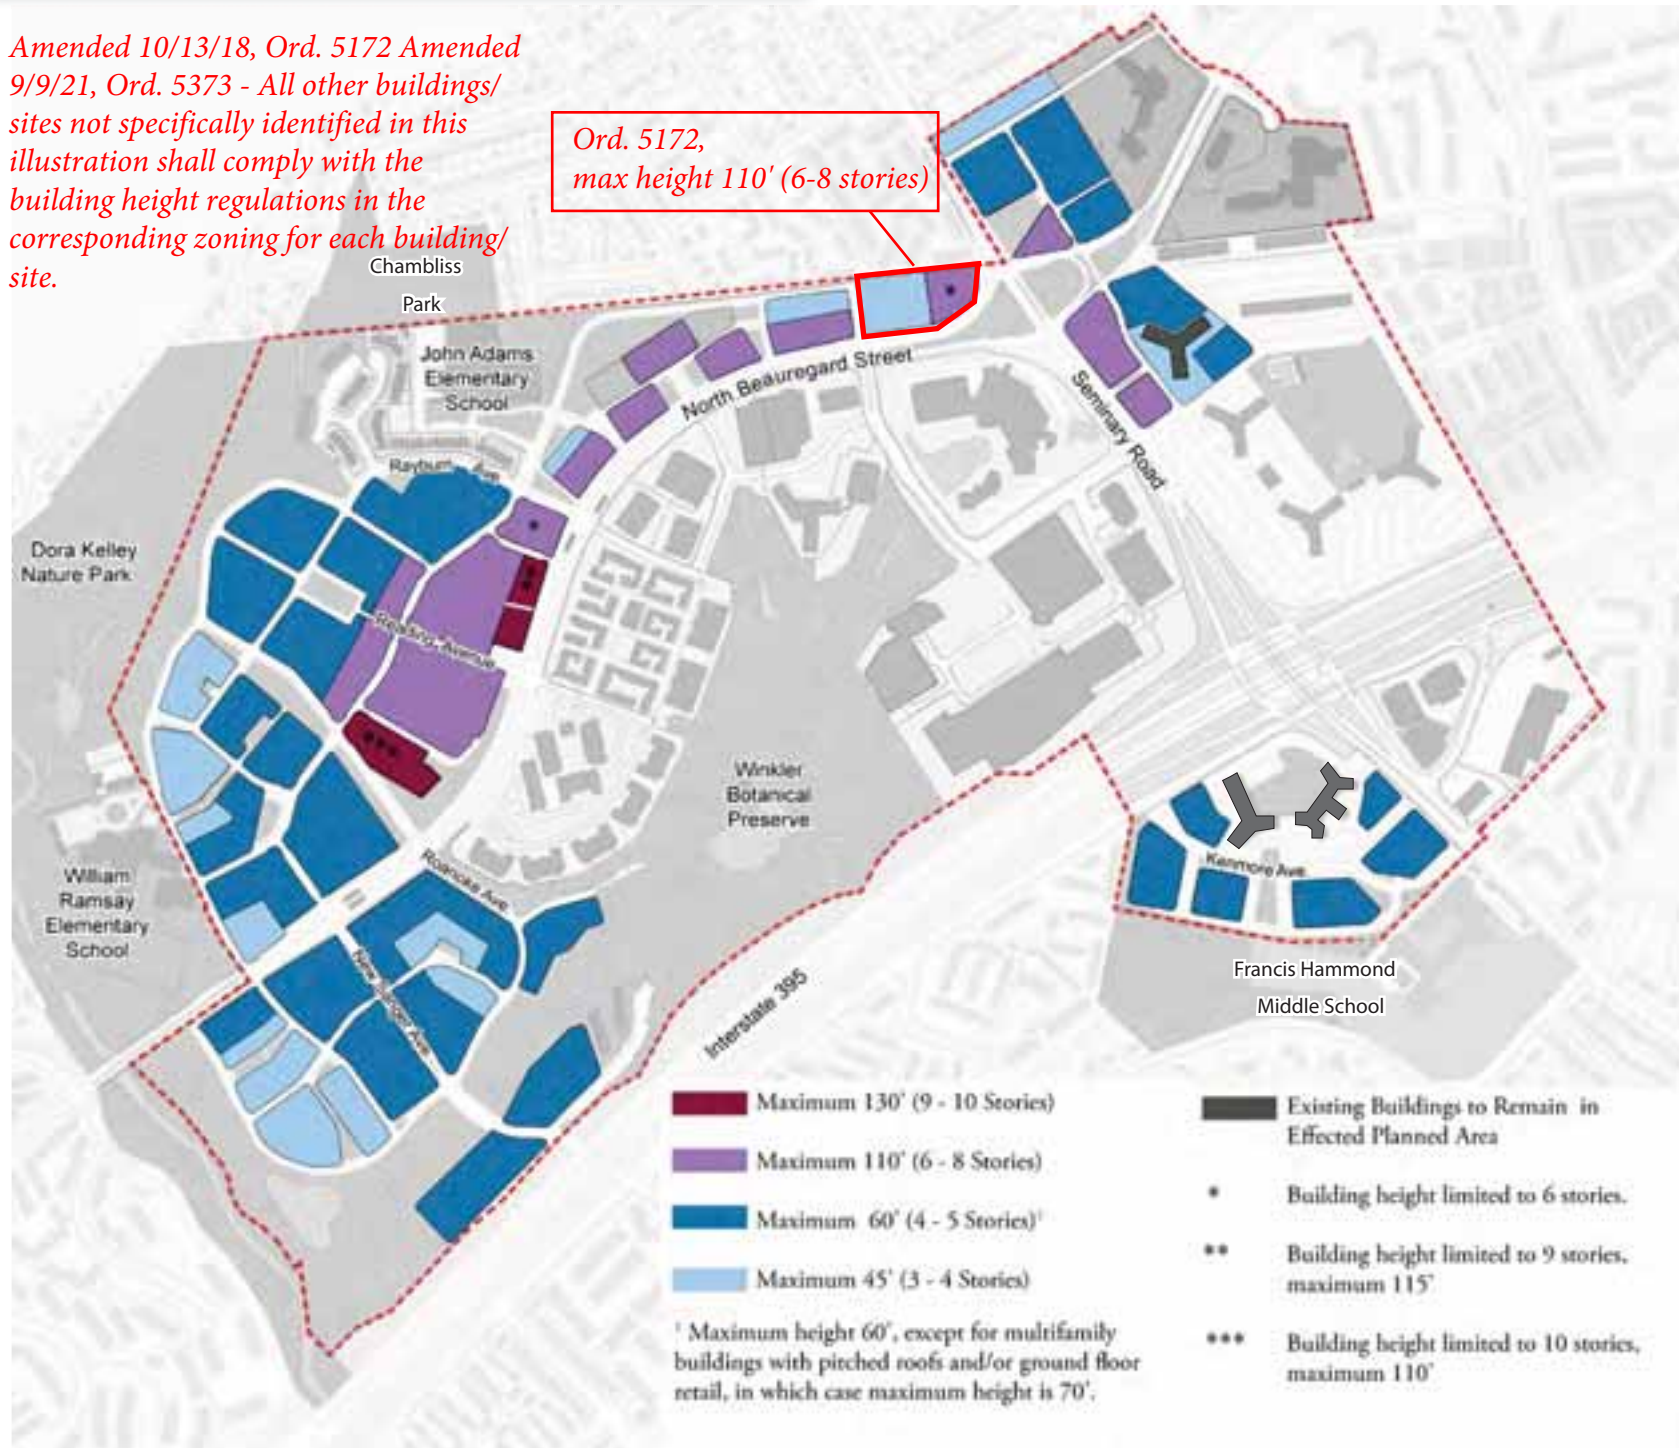 Amended 10/13/18, Ord. 5172 Amended
9/9/21, Ord. 5373 - All other buildings/
sites not specifically identified in this
illustration shall comply with the
building height regulations in the
corresponding zoning for each building/
site.
Ord. 5172,
max height 110' (6-8 stories)
Chambliss
Park
John Adams
Elementary
School
North Beauregard Street
Seminary Road
Rayburn Ave
Dora Kelley
Nature Park
Reading Avenue
Winkler
Botanical
Preserve
William
Ramsay
Elementary
School
Roanoke Ave
New Sanger Ave
Kenmore Ave
Francis Hammond
Middle School
Interstate 395
Maximum 130' (9 - 10 Stories)
Maximum 110' (6 - 8 Stories)
Maximum 60' (4 - 5 Stories)¹
Maximum 45' (3 - 4 Stories)
¹ Maximum height 60', except for multifamily
buildings with pitched roofs and/or ground floor
retail, in which case maximum height is 70'.
Existing Buildings to Remain in
Effected Planned Area
* Building height limited to 6 stories.
** Building height limited to 9 stories,
maximum 115'
*** Building height limited to 10 stories,
maximum 110'